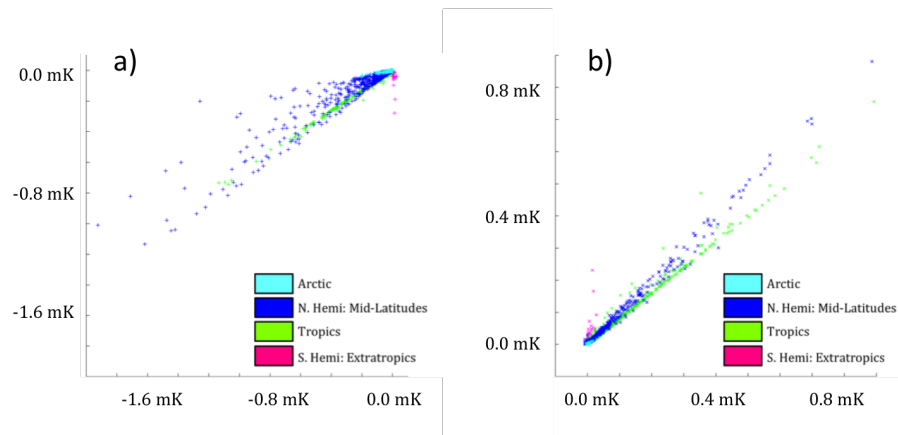 a)
0.0 mK
-0.8 mK
-1.6 mK
Arctic
N. Hemi: Mid-Latitudes
Tropics
S. Hemi: Extratropics
-1.6 mK -0.8 mK 0.0 mK
b)
0.8 mK
0.4 mK
0.0 mK
Arctic
N. Hemi: Mid-Latitudes
Tropics
S. Hemi: Extratropics
0.0 mK 0.4 mK 0.8 mK